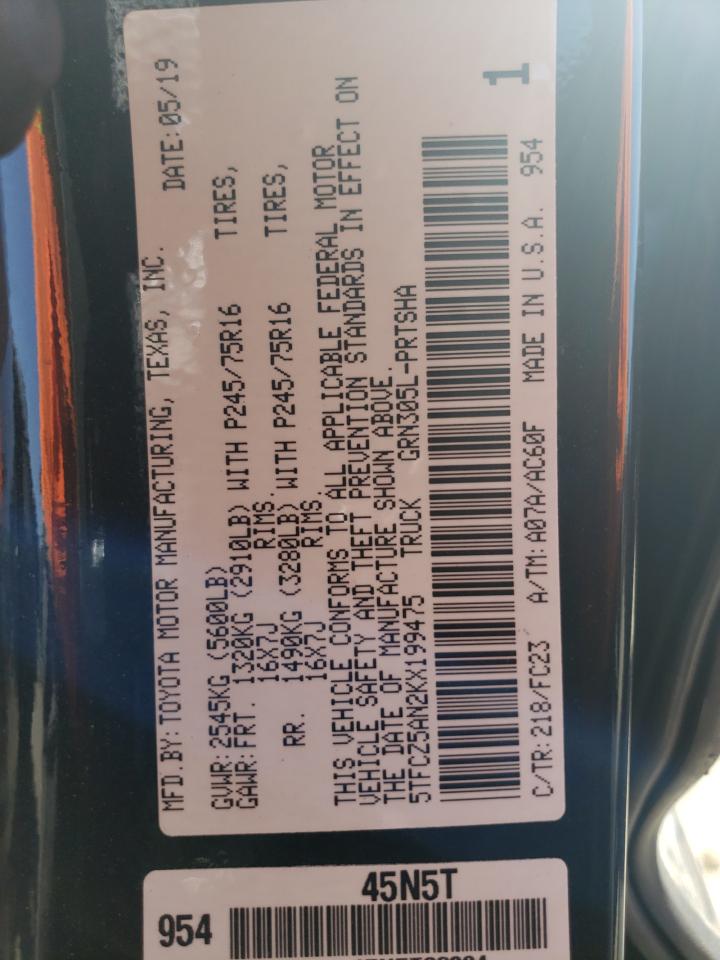 MFD.BY:TOYOTA MOTOR MANUFACTURING, TEXAS, INC. DATE:05/19
GVWR:2545KG (5600LB)
GAWR:FRT. 1320KG (2910LB) WITH P245/75R16 TIRES,
16X7J RIMS.
RR. 1490KG (3280LB) WITH P245/75R16 TIRES,
16X7J RIMS.
THIS VEHICLE CONFORMS TO ALL APPLICABLE FEDERAL MOTOR
VEHICLE SAFETY AND THEFT PREVENTION STANDARDS IN EFFECT ON
THE DATE OF MANUFACTURE SHOWN ABOVE.
5TFCZ5AN2KX199475 TRUCK GRN305L-PRTSHA
1
C/TR:218/FC23 A/TM:A07A/AC60F MADE IN U.S.A. 954
45N5T
954